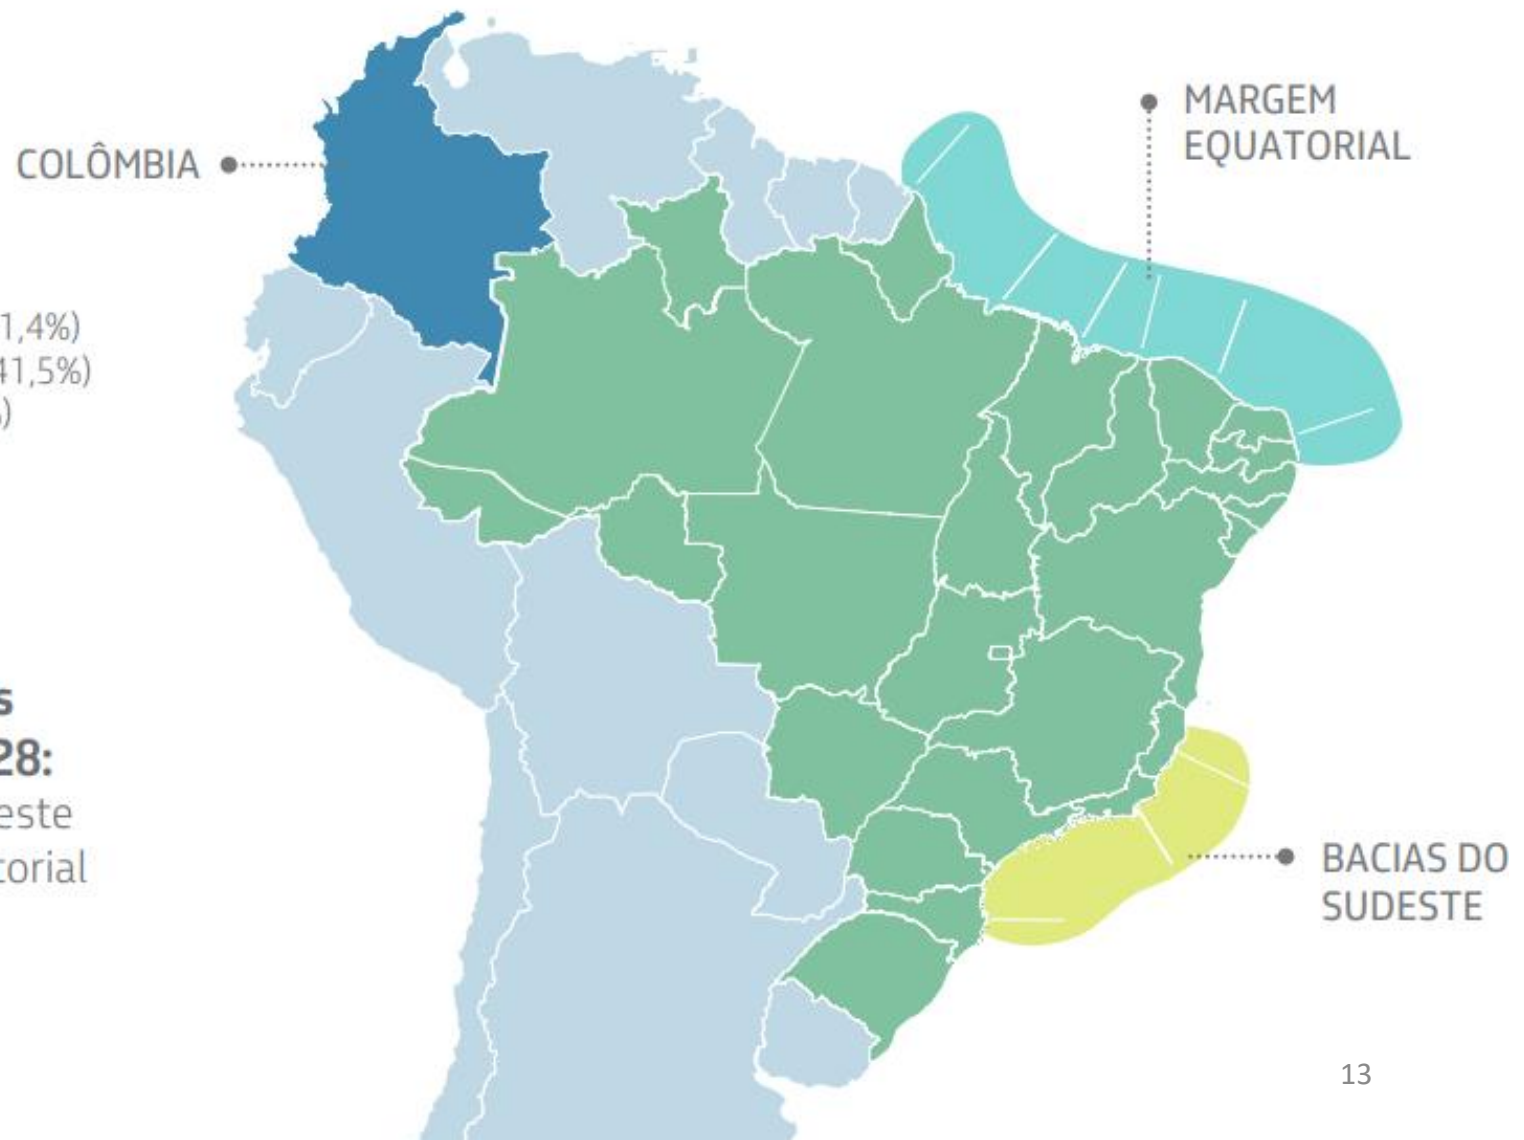 MARGEM
EQUATORIAL
COLÔMBIA
1,4%)
41,5%)
)
s
28:
este
torial
BACIAS DO
SUDESTE
13